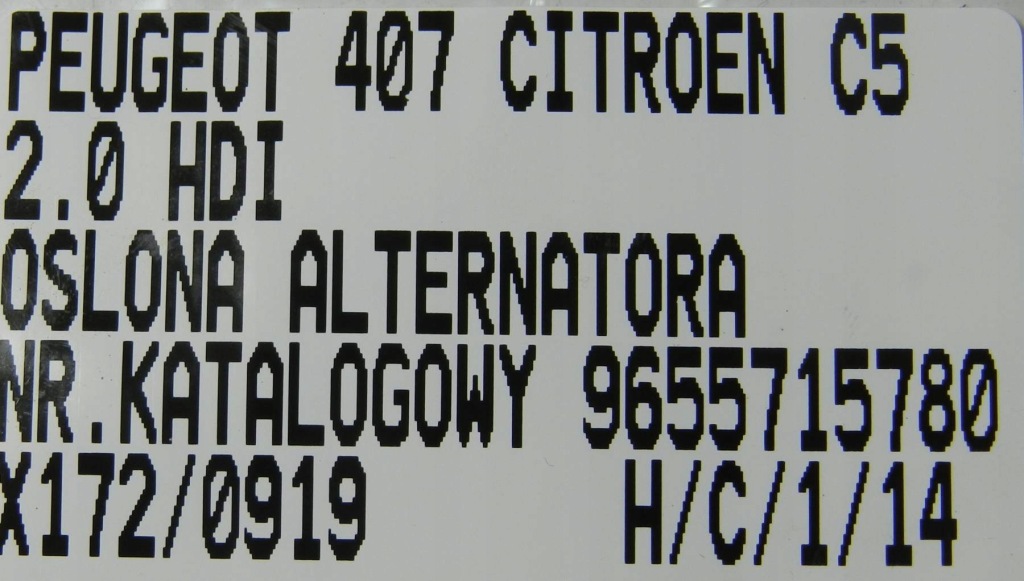 PEUGEOT 407 CITROEN C5
2.0 HDI
OSLONA ALTERNATORA
NR.KATALOGOWY 9655715780
X172/0919 H/C/1/14